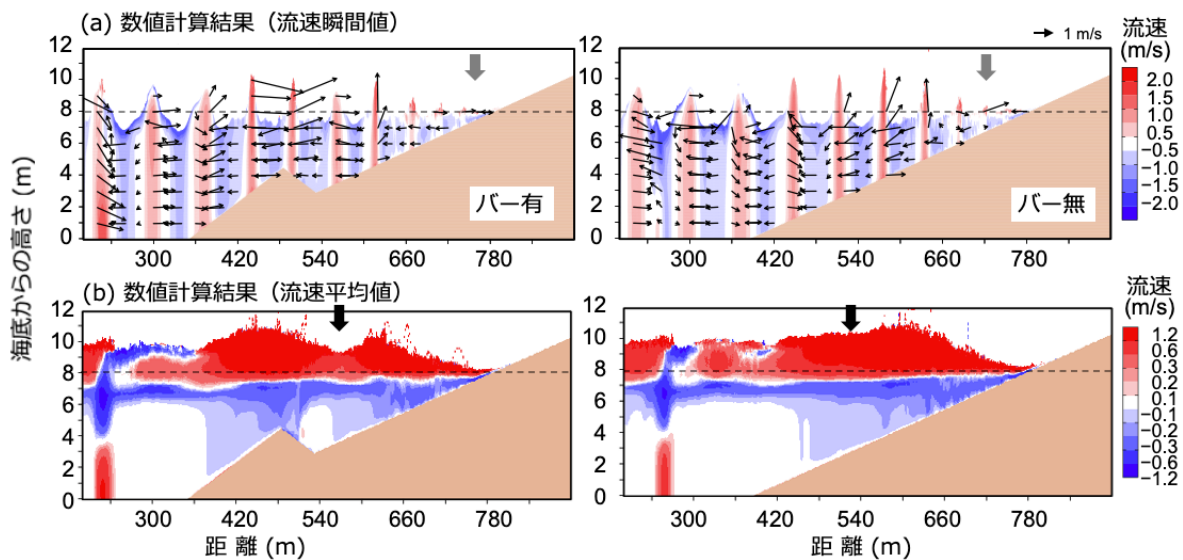 (a) 数値計算結果（流速瞬間値）
1 m/s
流速
(m/s)
12
10
8
6
4
2
0
バー有
300 420 540 660 780
12
10
8
6
4
2
0
バー無
300 420 540 660 780
2.0
1.5
1.0
0.5
−0.5
−1.0
−1.5
−2.0
海底からの高さ (m)
(b) 数値計算結果（流速平均値）
流速
(m/s)
12
10
8
6
4
2
0
300 420 540 660 780
距 離 (m)
12
10
8
6
4
2
0
300 420 540 660 780
距 離 (m)
1.2
0.6
0.3
0.2
0.1
−0.1
−0.2
−0.3
−0.6
−1.2